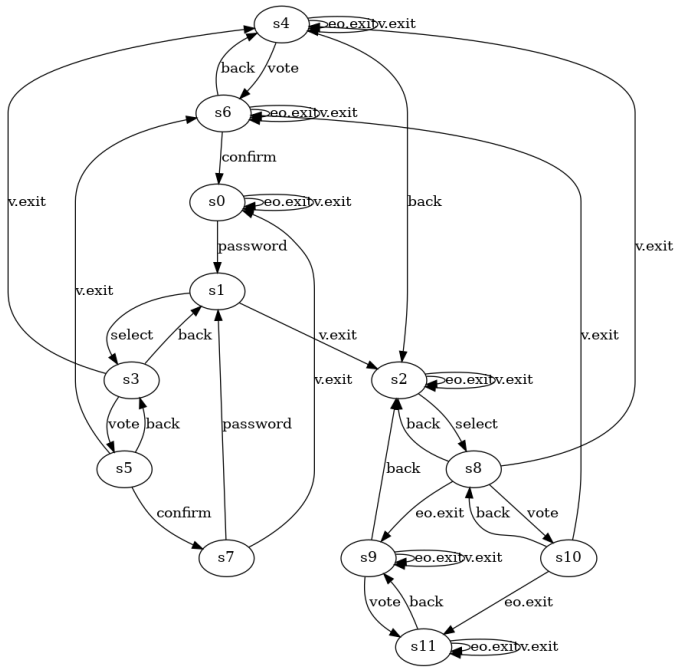 s4
eo.exit
v.exit
back
vote
s6
eo.exit
v.exit
confirm
s0
eo.exit
v.exit
v.exit
back
password
v.exit
s1
v.exit
select
back
v.exit
v.exit
v.exit
s3
s2
eo.exit
v.exit
vote
back
password
back
select
s5
s8
back
confirm
eo.exit
back
vote
s7
s9
eo.exit
v.exit
s10
vote
back
eo.exit
s11
eo.exit
v.exit